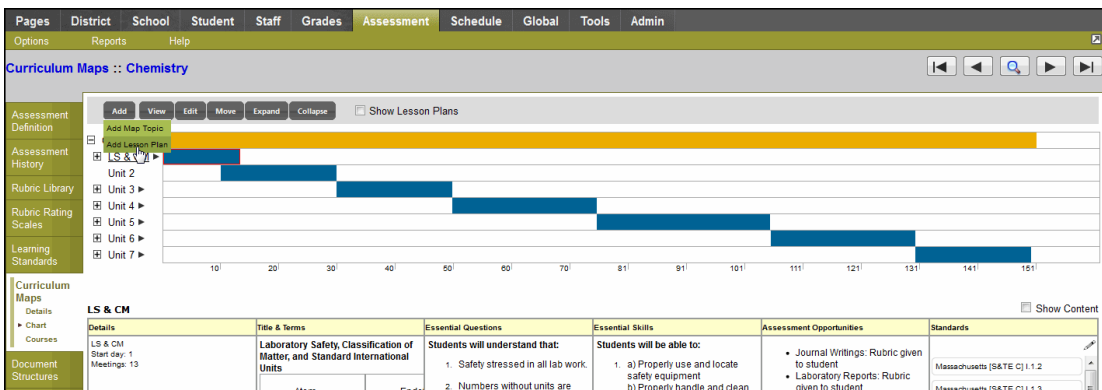 Pages District School Student Staff Grades Assessment Schedule Global Tools Admin
Options Reports Help
Curriculum Maps :: Chemistry
Add View Edit Move Expand Collapse Show Lesson Plans
Add Map Topic
Add Lesson Plan
Assessment
Definition
Assessment
History
Rubric Library
Rubric Rating
Scales
Learning
Standards
Curriculum
Maps
Details
Chart
Courses
Document
Structures
LS & CM
Unit 2
Unit 3
Unit 4
Unit 5
Unit 6
Unit 7
10 20 30 40 50 60 70 81 91 101 111 121 131 141 151
LS & CM Show Content
Details Title & Terms Essential Questions Essential Skills Assessment Opportunities Standards
LS & CM
Start day: 1
Meetings: 13
Laboratory Safety, Classification of
Matter, and Standard International
Units
Students will understand that:
1. Safety stressed in all lab work.
2. Numbers without units are
Students will be able to:
1. a) Properly use and locate
safety equipment
b) Properly handle and clean
• Journal Writings: Rubric given
to student
• Laboratory Reports: Rubric
given to student
Massachusetts [S&TE C] I.1.2
Massachusetts [S&TE C] I.1.3